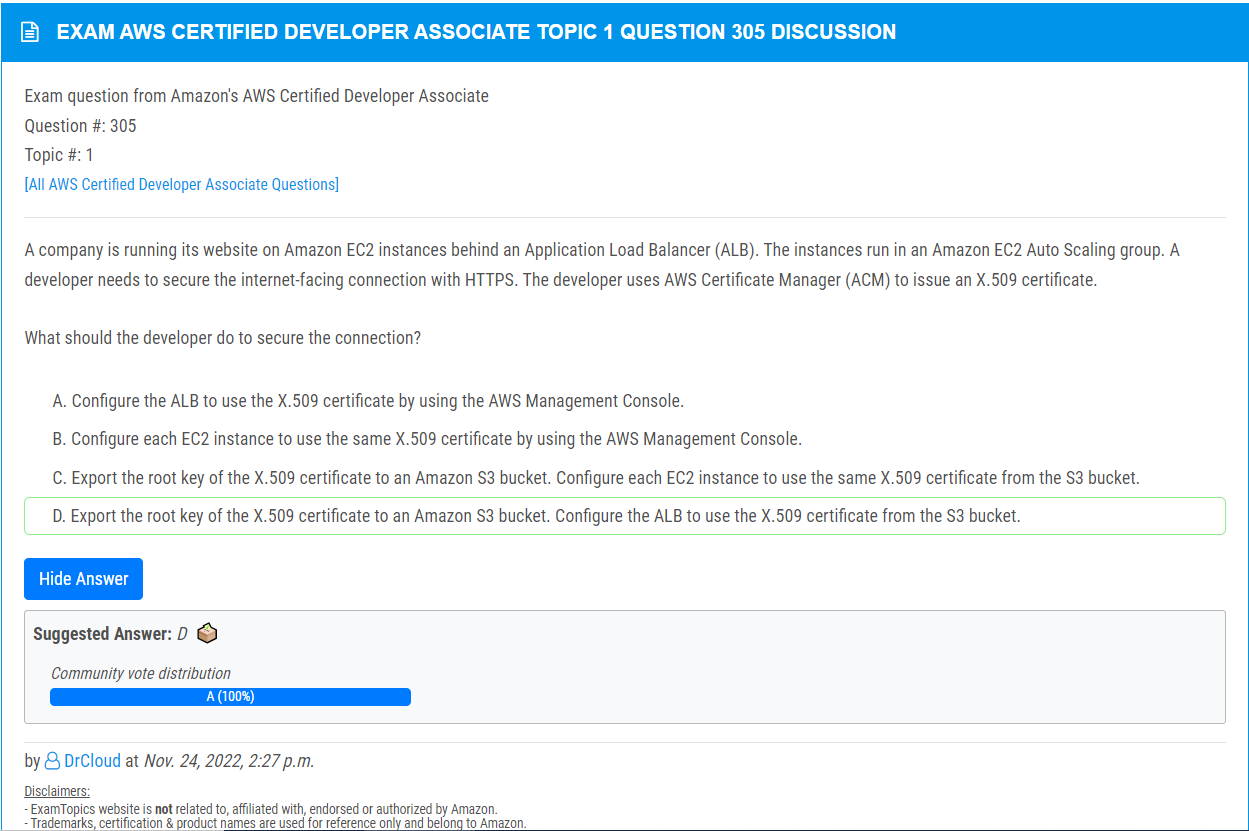 EXAM AWS CERTIFIED DEVELOPER ASSOCIATE TOPIC 1 QUESTION 305 DISCUSSION
Exam question from Amazon's AWS Certified Developer Associate
Question #: 305
Topic #: 1
[All AWS Certified Developer Associate Questions]
A company is running its website on Amazon EC2 instances behind an Application Load Balancer (ALB). The instances run in an Amazon EC2 Auto Scaling group. A
developer needs to secure the internet-facing connection with HTTPS. The developer uses AWS Certificate Manager (ACM) to issue an X.509 certificate.
What should the developer do to secure the connection?
A. Configure the ALB to use the X.509 certificate by using the AWS Management Console.
B. Configure each EC2 instance to use the same X.509 certificate by using the AWS Management Console.
C. Export the root key of the X.509 certificate to an Amazon S3 bucket. Configure each EC2 instance to use the same X.509 certificate from the S3 bucket.
D. Export the root key of the X.509 certificate to an Amazon S3 bucket. Configure the ALB to use the X.509 certificate from the S3 bucket.
Hide Answer
Suggested Answer: D
Community vote distribution
A (100%)
by DrCloud at Nov. 24, 2022, 2:27 p.m.
Disclaimers:
- ExamTopics website is not related to, affiliated with, endorsed or authorized by Amazon.
- Trademarks, certification & product names are used for reference only and belong to Amazon.